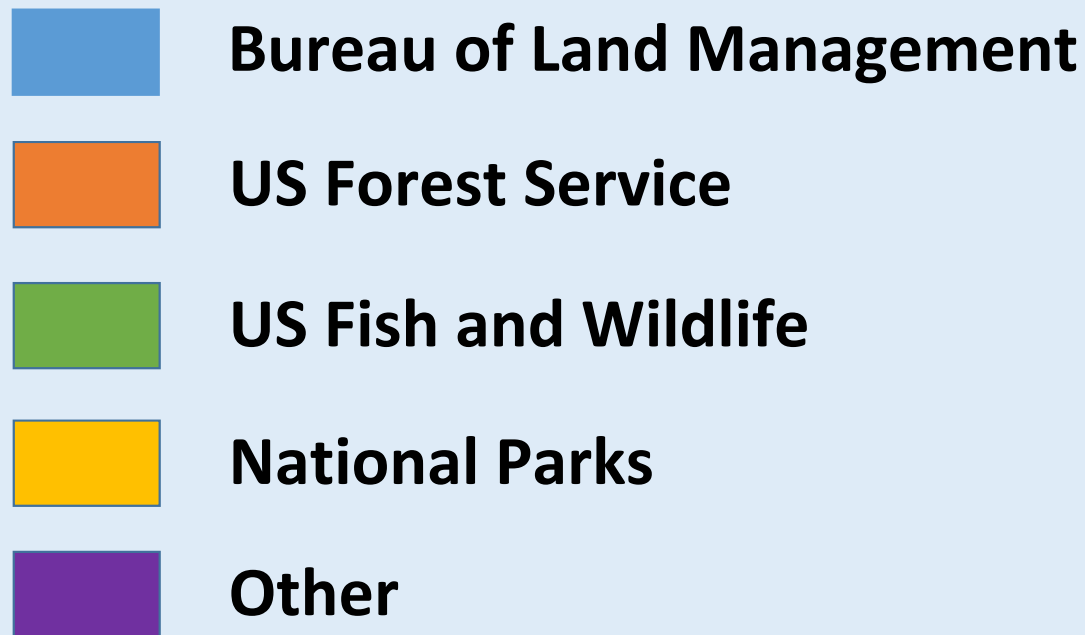 Bureau of Land Management
US Forest Service
US Fish and Wildlife
National Parks
Other